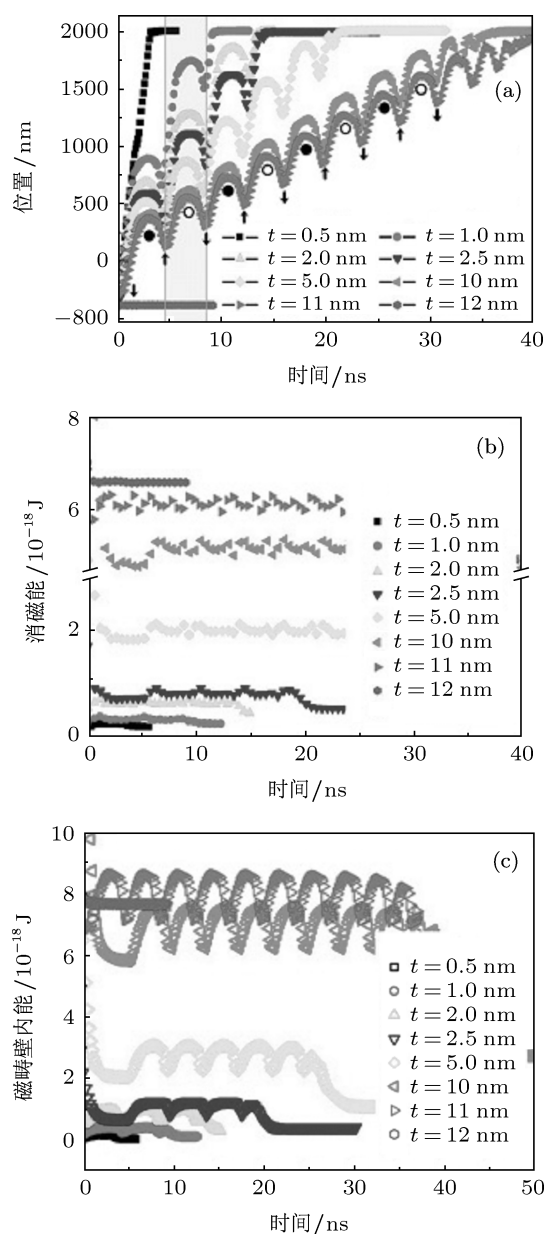 2000
1500
1000
500
0
−800
位置/nm
(a)
t = 0.5 nm
t = 1.0 nm
t = 2.0 nm
t = 2.5 nm
t = 5.0 nm
t = 10 nm
t = 11 nm
t = 12 nm
0 5 10 15 20 25 30 35 40
时间/ns
8
6
2
0
消磁能/10⁻¹⁸ J
(b)
t = 0.5 nm
t = 1.0 nm
t = 2.0 nm
t = 2.5 nm
t = 5.0 nm
t = 10 nm
t = 11 nm
t = 12 nm
0 10 20 30 40
时间/ns
10
8
6
4
2
0
磁畴壁内能/10⁻¹⁸ J
(c)
t = 0.5 nm
t = 1.0 nm
t = 2.0 nm
t = 2.5 nm
t = 5.0 nm
t = 10 nm
t = 11 nm
t = 12 nm
0 10 20 30 40 50
时间/ns